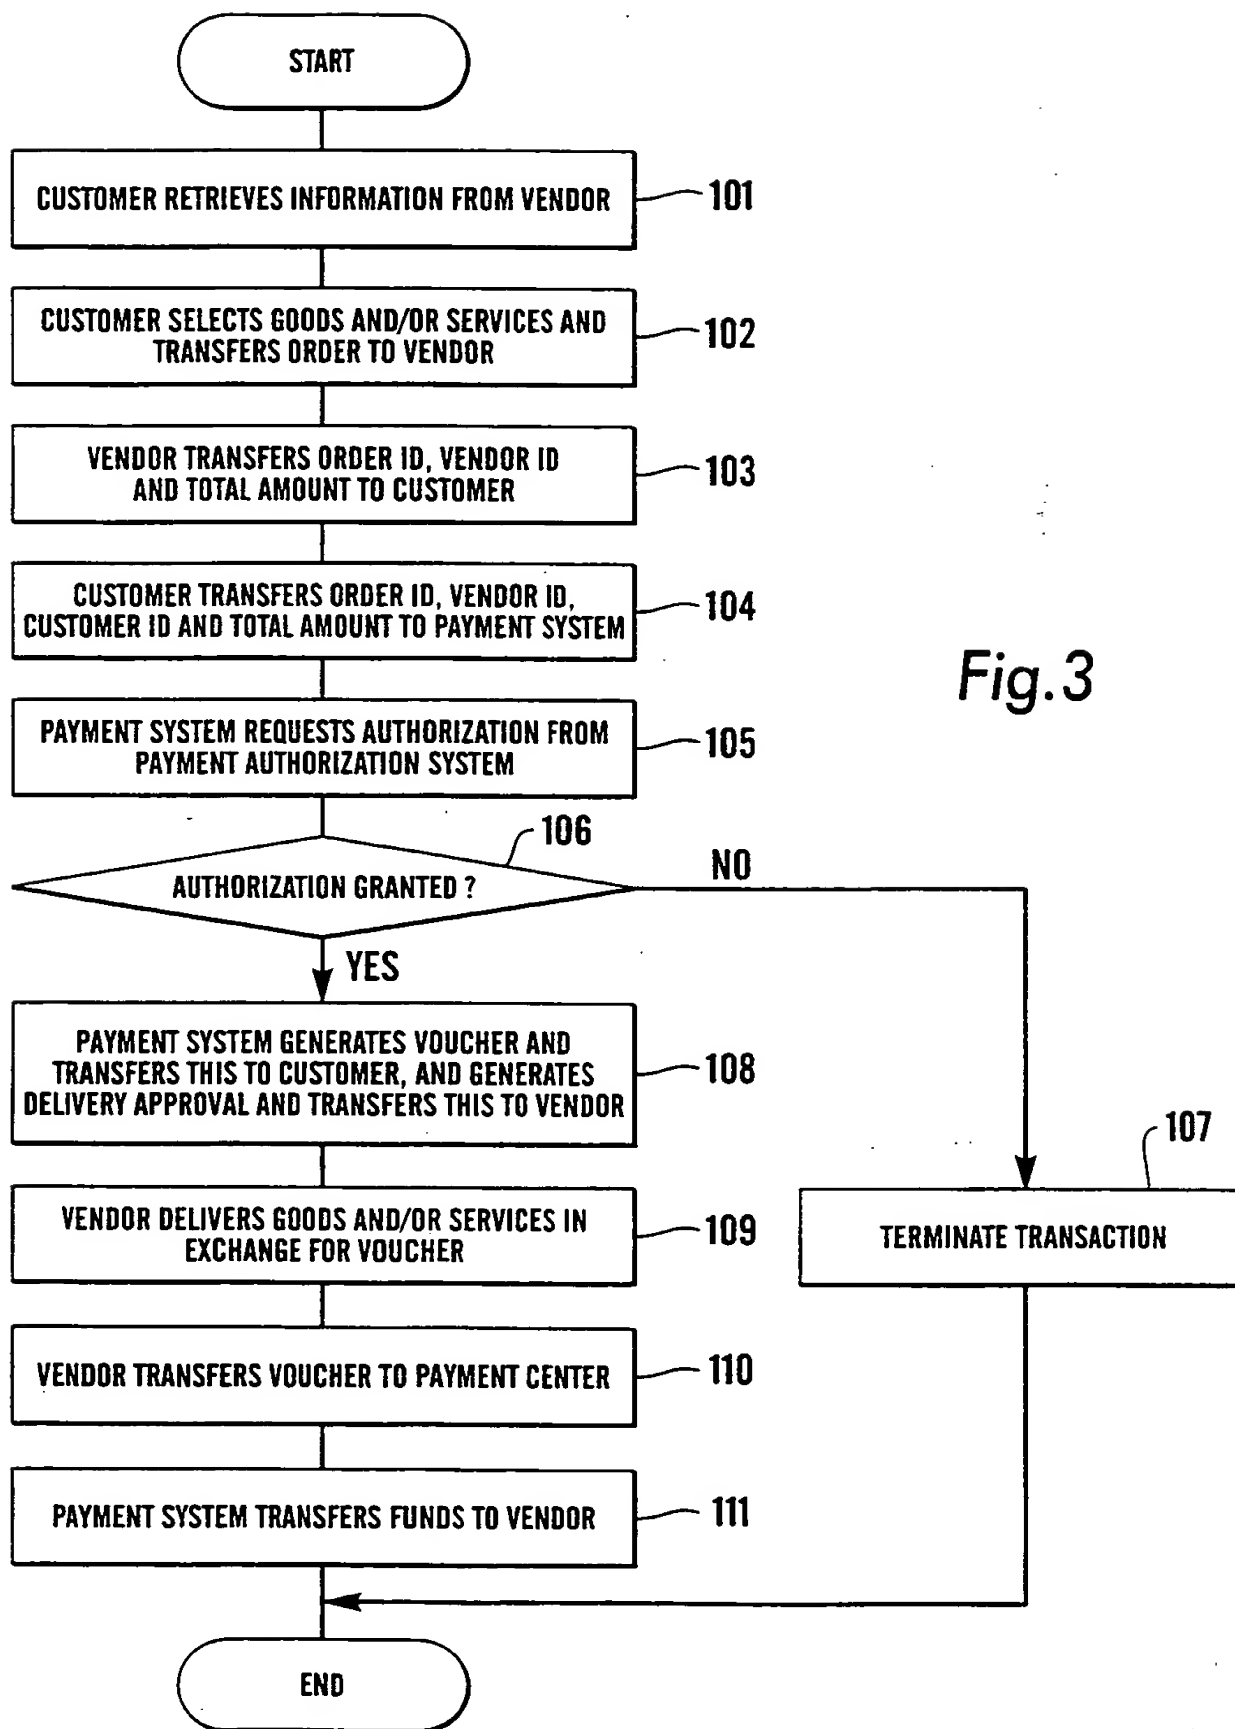 START
CUSTOMER RETRIEVES INFORMATION FROM VENDOR
101
CUSTOMER SELECTS GOODS AND/OR SERVICES AND
TRANSFERS ORDER TO VENDOR
102
VENDOR TRANSFERS ORDER ID, VENDOR ID
AND TOTAL AMOUNT TO CUSTOMER
103
CUSTOMER TRANSFERS ORDER ID, VENDOR ID,
CUSTOMER ID AND TOTAL AMOUNT TO PAYMENT SYSTEM
104
Fig.3
PAYMENT SYSTEM REQUESTS AUTHORIZATION FROM
PAYMENT AUTHORIZATION SYSTEM
105
106
AUTHORIZATION GRANTED ?
NO
YES
PAYMENT SYSTEM GENERATES VOUCHER AND
TRANSFERS THIS TO CUSTOMER, AND GENERATES
DELIVERY APPROVAL AND TRANSFERS THIS TO VENDOR
108
107
TERMINATE TRANSACTION
VENDOR DELIVERS GOODS AND/OR SERVICES IN
EXCHANGE FOR VOUCHER
109
VENDOR TRANSFERS VOUCHER TO PAYMENT CENTER
110
PAYMENT SYSTEM TRANSFERS FUNDS TO VENDOR
111
END